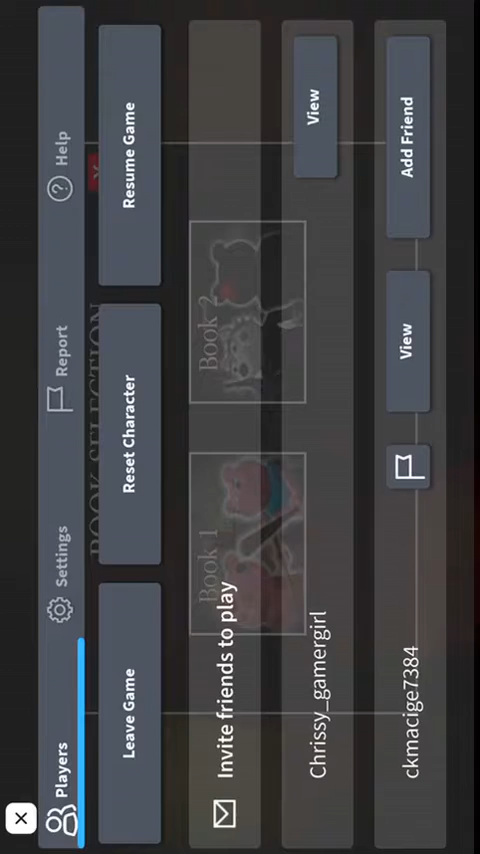 Players
Settings
Report
Help
BOOK SELECTION
X
Leave Game
Reset Character
Resume Game
Book 1
Book 2
Invite friends to play
Chrissy_gamergirl
View
ckmacige7384
View
Add Friend